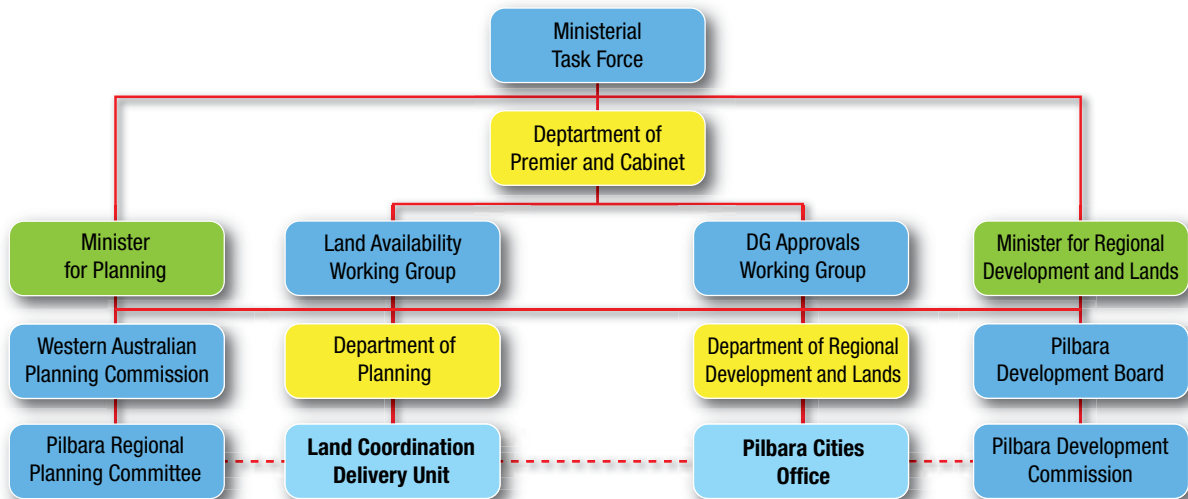 Ministerial
Task Force
Deptartment of
Premier and Cabinet
Minister
for Planning
Land Availability
Working Group
DG Approvals
Working Group
Minister for Regional
Development and Lands
Western Australian
Planning Commission
Department of
Planning
Department of Regional
Development and Lands
Pilbara
Development Board
Pilbara Regional
Planning Committee
Land Coordination
Delivery Unit
Pilbara Cities
Office
Pilbara Development
Commission